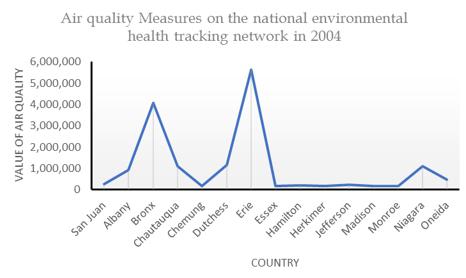 Air quality Measures on the national environmental
health tracking network in 2004
VALUE OF AIR QUALITY
6,000,000
5,000,000
4,000,000
3,000,000
2,000,000
1,000,000
0
San Juan
Albany
Bronx
Chautauqua
Chemung
Dutchess
Erie
Essex
Hamilton
Herkimer
Jefferson
Madison
Monroe
Niagara
Oneida
COUNTRY